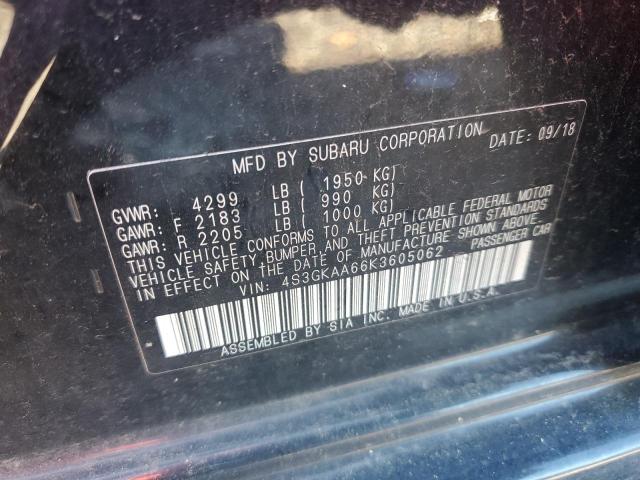 MFD BY SUBARU CORPORATION DATE: 09/18
GVWR: 4299 LB ( 1950 KG)
GAWR: F 2183 LB ( 990 KG)
GAWR: R 2205 LB ( 1000 KG)
THIS VEHICLE CONFORMS TO ALL APPLICABLE FEDERAL MOTOR
VEHICLE SAFETY, BUMPER, AND THEFT PREVENTION STANDARDS
IN EFFECT ON THE DATE OF MANUFACTURE SHOWN ABOVE.
VIN: 4S3GKAA66K3605062 PASSENGER CAR
ASSEMBLED BY SIA INC. MADE IN U.S.A.